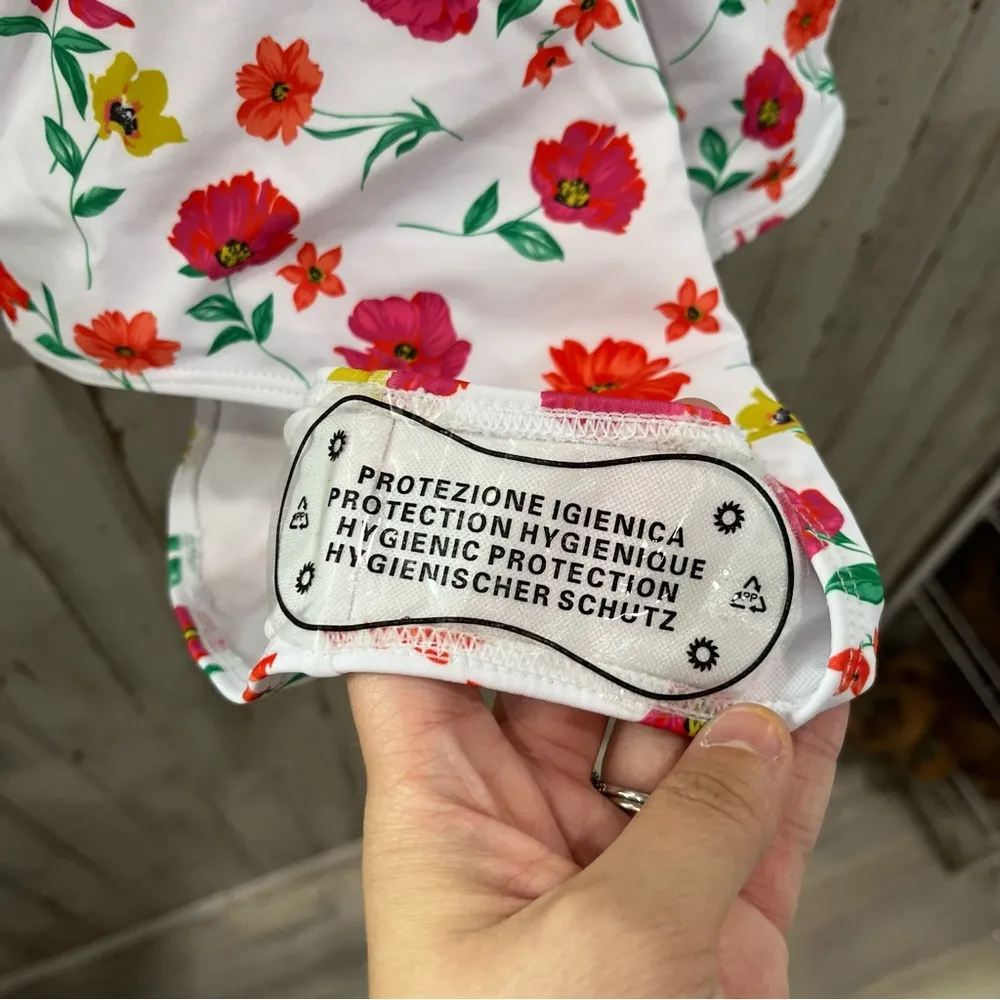 PROTEZIONE IGIENICA
PROTECTION HYGIENIQUE
HYGIENIC PROTECTION
HYGIENISCHER SCHUTZ